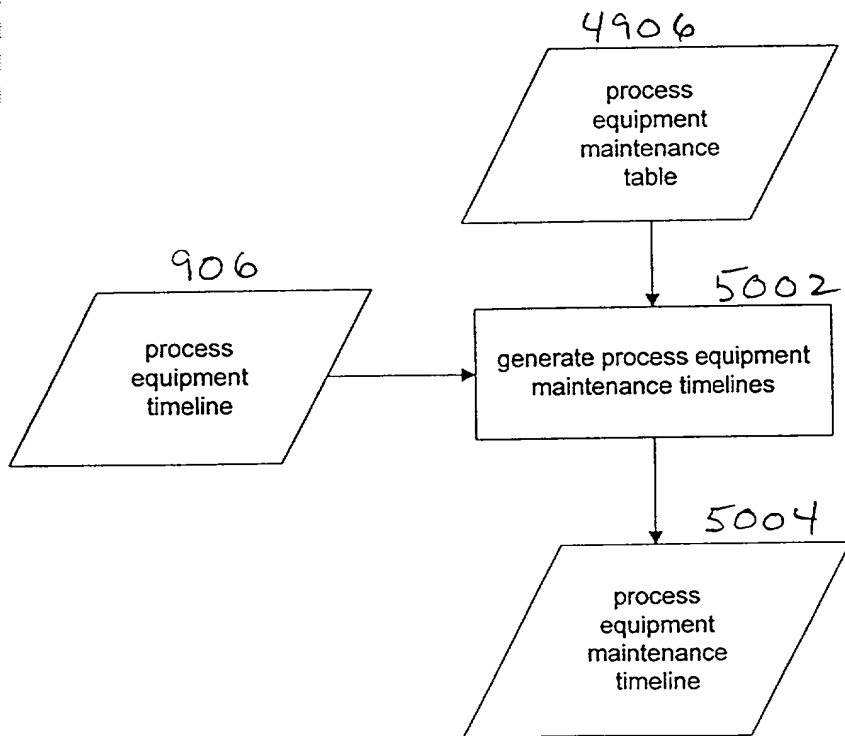 4906
process
equipment
maintenance
table
906
process
equipment
timeline
5002
generate process equipment
maintenance timelines
5004
process
equipment
maintenance
timeline